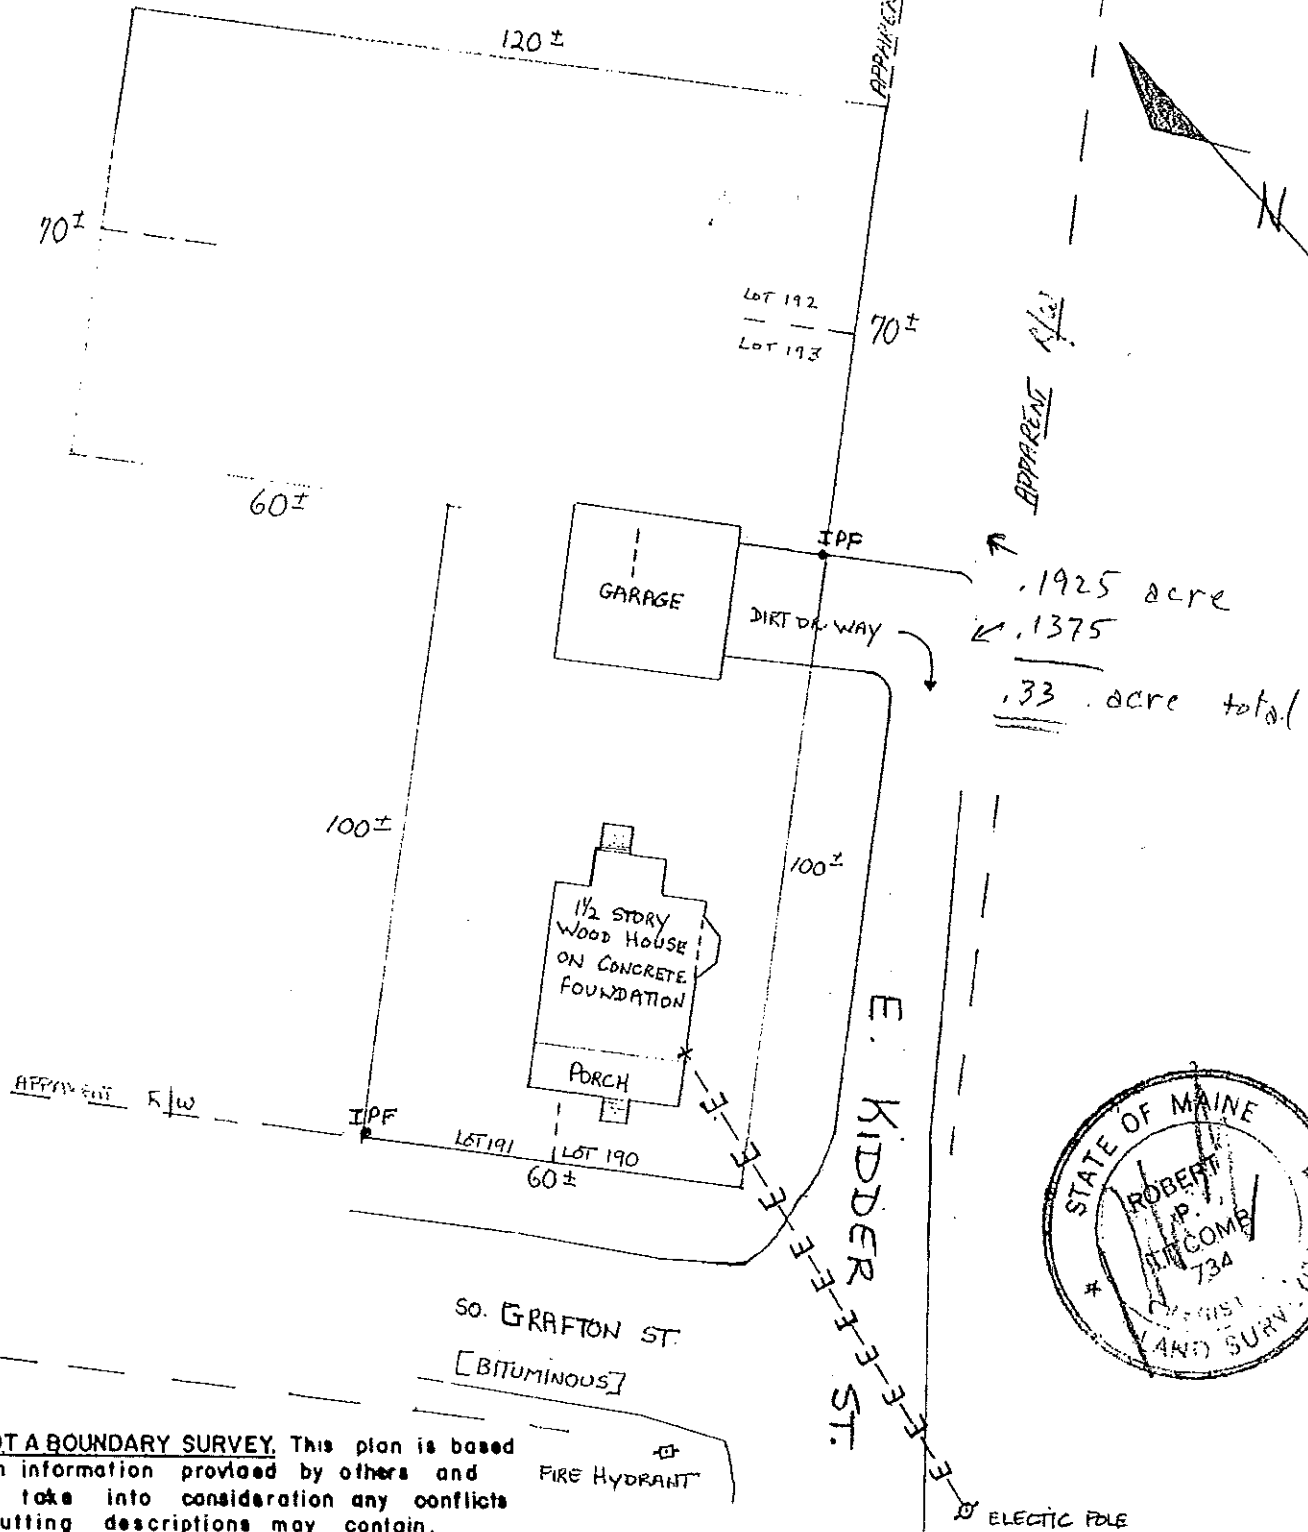 120±
70±
LOT 192
LOT 193
70±
APPARENT R/W
60±
IPF
GARAGE
DIRT DR. WAY
.1925 acre
.1375
.33 acre total
100±
100±
1½ STORY
WOOD HOUSE
ON CONCRETE
FOUNDATION
PORCH
R/W
IPF
LOT 191
LOT 190
60±
E. KIDDER ST.
E E E E E E E E E E
N
STATE OF MAINE
ROBERT
P.
734
LAND SURV
SO. GRAFTON ST.
[BITUMINOUS]
FIRE HYDRANT
ELECTIC POLE
T A BOUNDARY SURVEY. This plan is based
n information provided by others and
take into consideration any conflicts
utting descriptions may contain.